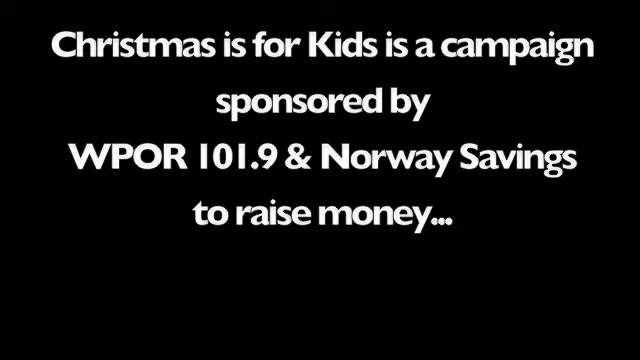 Christmas is for Kids is a campaign
sponsored by
WPOR 101.9 & Norway Savings
to raise money...